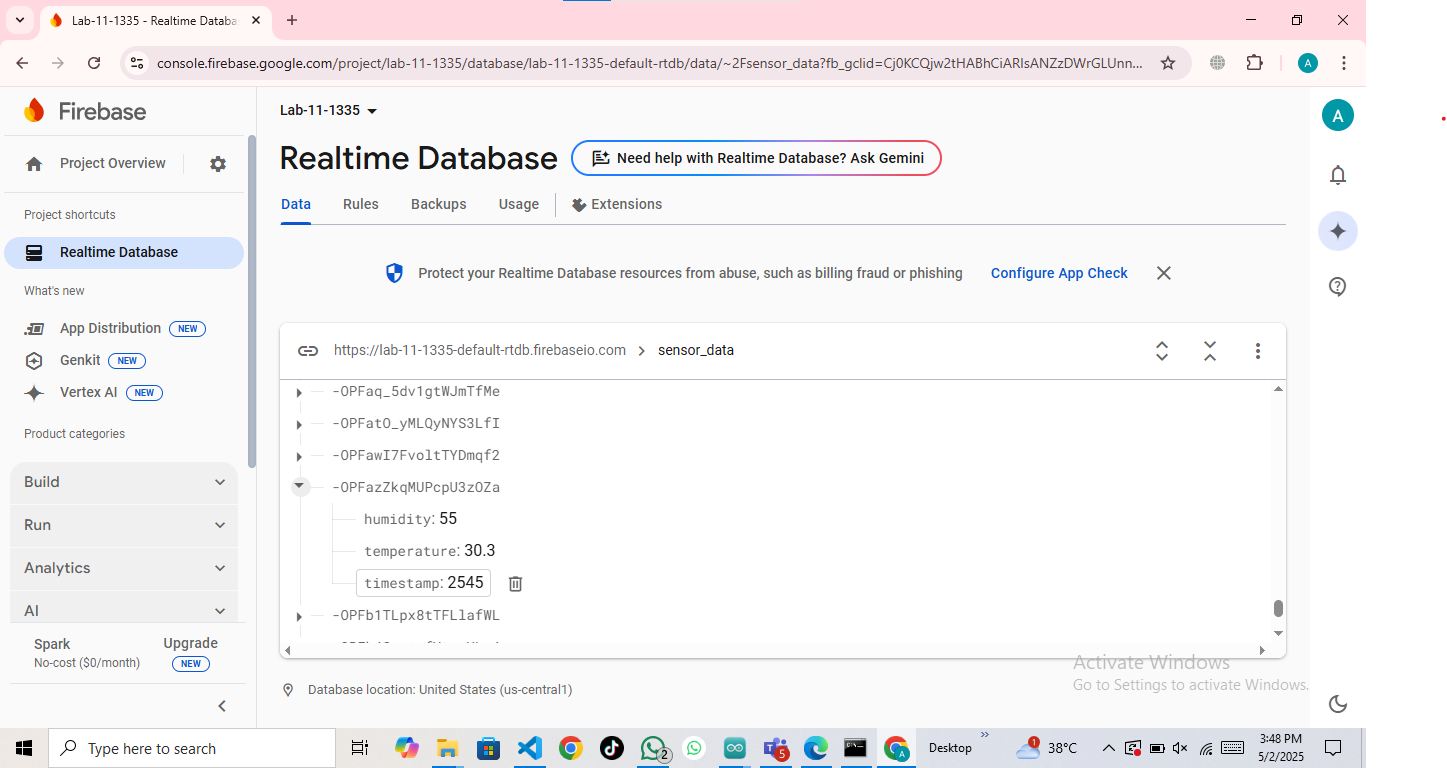 Lab-11-1335 - Realtime Databa
console.firebase.google.com/project/lab-11-1335/database/lab-11-1335-default-rtdb/data/~2Fsensor_data?fb_gclid=Cj0KCQjw2tHABhCiARIsANZzDWrGLUnn...
A
Firebase
Lab-11-1335
A
Project Overview
Realtime Database
Need help with Realtime Database? Ask Gemini
Project shortcuts
Realtime Database
Data Rules Backups Usage Extensions
What's new
App Distribution NEW
Genkit NEW
Vertex AI NEW
Product categories
Build
Run
Analytics
AI
Spark
No-cost ($0/month)
Upgrade
NEW
Protect your Realtime Database resources from abuse, such as billing fraud or phishing Configure App Check
https://lab-11-1335-default-rtdb.firebaseio.com > sensor_data
-OPFaq_5dv1gtWJmTfMe
-OPFatO_yMLQyNYS3LfI
-OPFawI7FvoltTYDmqf2
-OPFazZkqMUPcpU3zOZa
humidity: 55
temperature: 30.3
timestamp: 2545
-OPFb1TLpx8tTFLlafWL
Database location: United States (us-central1)
Activate Windows
Go to Settings to activate Windows.
Type here to search
2
5
A
Desktop
1
38°C
3:48 PM
5/2/2025